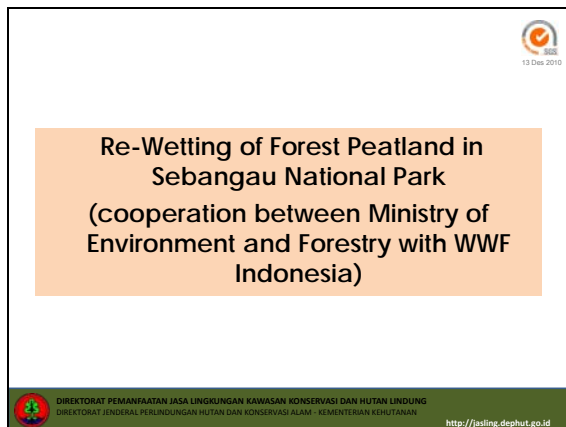 SGS
13 Des 2010
Re-Wetting of Forest Peatland in
Sebangau National Park
(cooperation between Ministry of
Environment and Forestry with WWF
Indonesia)
DIREKTORAT PEMANFAATAN JASA LINGKUNGAN KAWASAN KONSERVASI DAN HUTAN LINDUNG
DIREKTORAT JENDERAL PERLINDUNGAN HUTAN DAN KONSERVASI ALAM - KEMENTERIAN KEHUTANAN
http://jasling.dephut.go.id